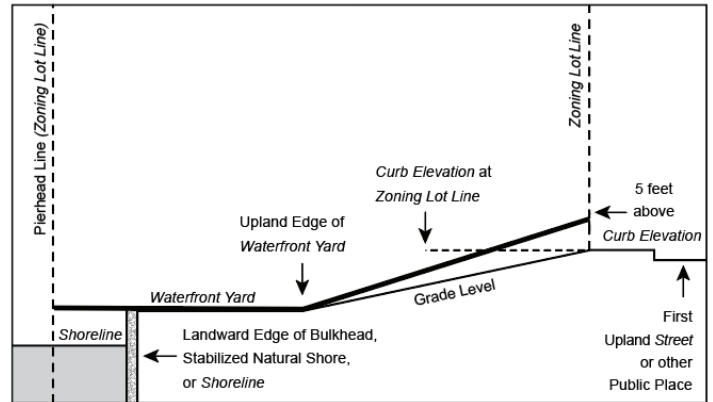 Pierhead Line (Zoning Lot Line)
Zoning Lot Line
Curb Elevation at
Zoning Lot Line
5 feet
above
Curb Elevation
Upland Edge of
Waterfront Yard
Waterfront Yard
Grade Level
Shoreline
Landward Edge of Bulkhead,
Stabilized Natural Shore,
or Shoreline
First
Upland Street
or other
Public Place